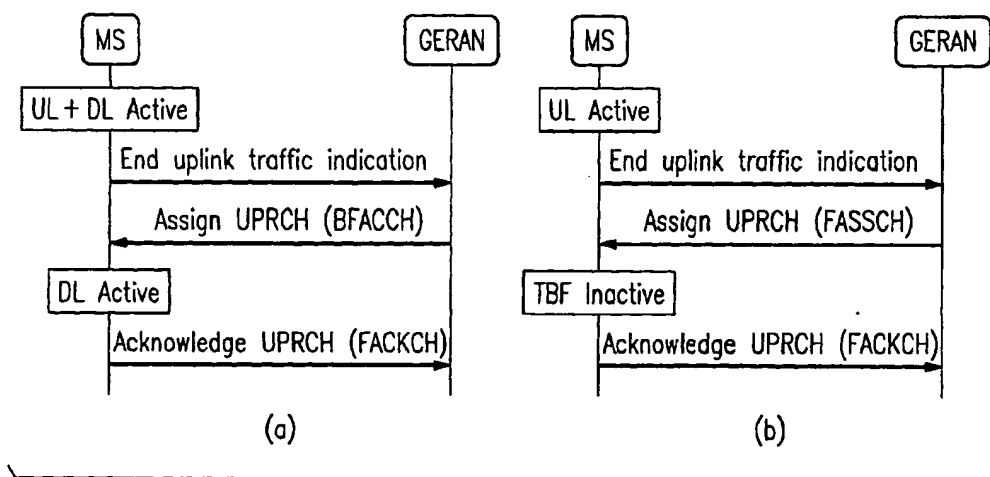 MS
GERAN
UL + DL Active
End uplink traffic indication
Assign UPRCH (BFACCH)
DL Active
Acknowledge UPRCH (FACKCH)
(a)
MS
GERAN
UL Active
End uplink traffic indication
Assign UPRCH (FASSCH)
TBF Inactive
Acknowledge UPRCH (FACKCH)
(b)